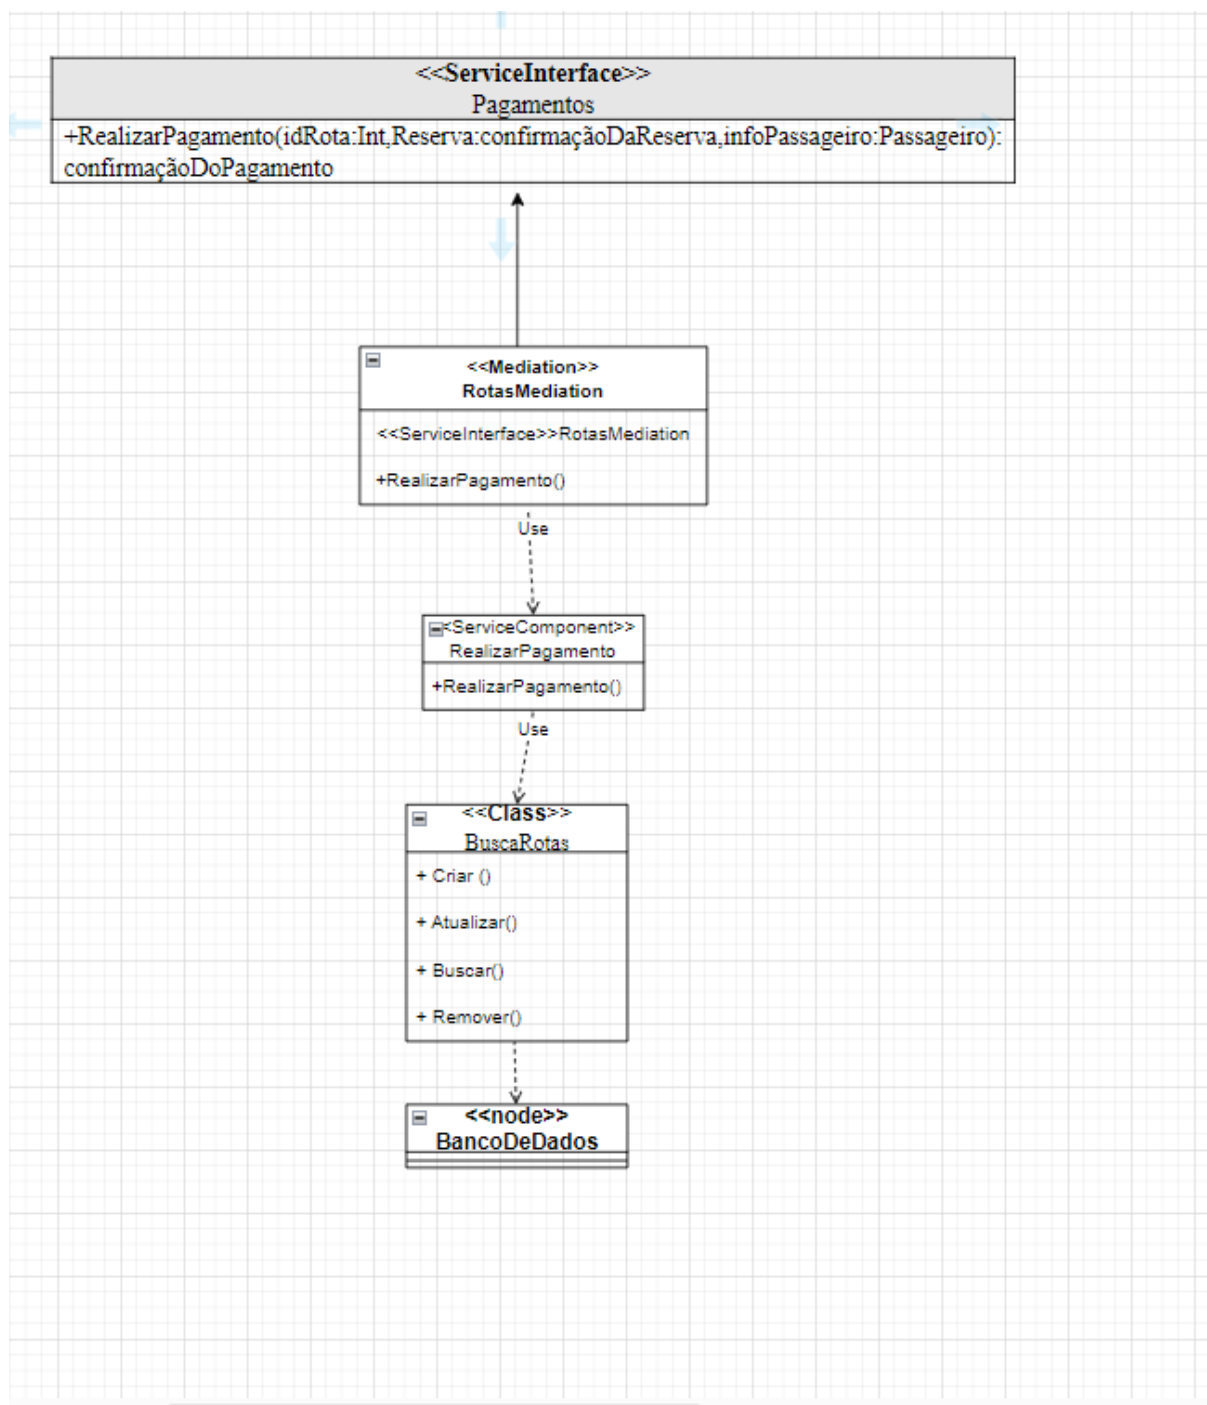 <<ServiceInterface>>
Pagamentos
+RealizarPagamento(idRota:Int,Reserva:confirmaçãoDaReserva,infoPassageiro:Passageiro):
confirmaçãoDoPagamento
<<Mediation>>
RotasMediation
<<ServiceInterface>>RotasMediation
+RealizarPagamento()
Use
<ServiceComponent>>
RealizarPagamento
+RealizarPagamento()
Use
<<Class>>
BuscaRotas
+ Criar ()
+ Atualizar()
+ Buscar()
+ Remover()
<<node>>
BancoDeDados